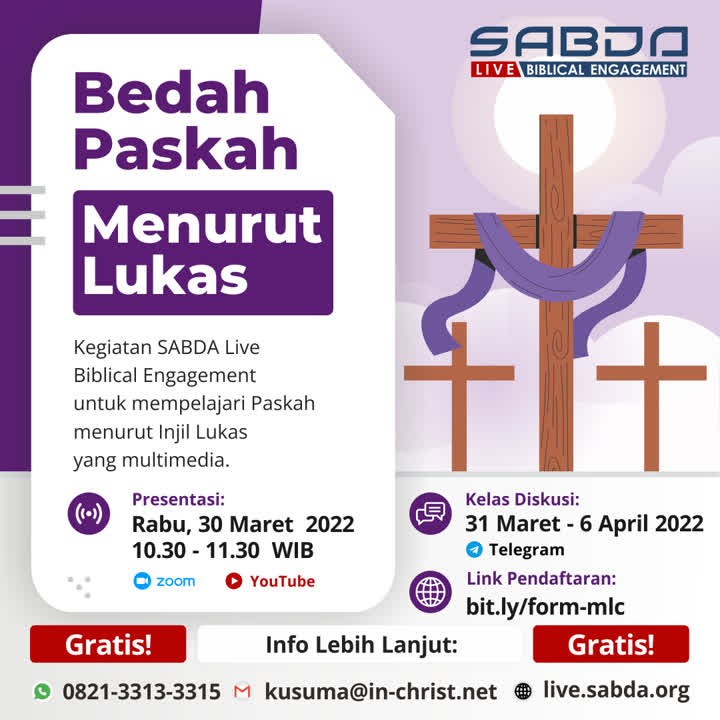 SABDA
LIVE BIBLICAL ENGAGEMENT
Bedah
Paskah
Menurut
Lukas
Kegiatan SABDA Live
Biblical Engagement
untuk mempelajari Paskah
menurut Injil Lukas
yang multimedia.
Presentasi:
Rabu, 30 Maret 2022
10.30 - 11.30 WIB
zoom YouTube
Kelas Diskusi:
31 Maret - 6 April 2022
Telegram
Link Pendaftaran:
bit.ly/form-mlc
Gratis! Info Lebih Lanjut: Gratis!
0821-3313-3315 kusuma@in-christ.net live.sabda.org